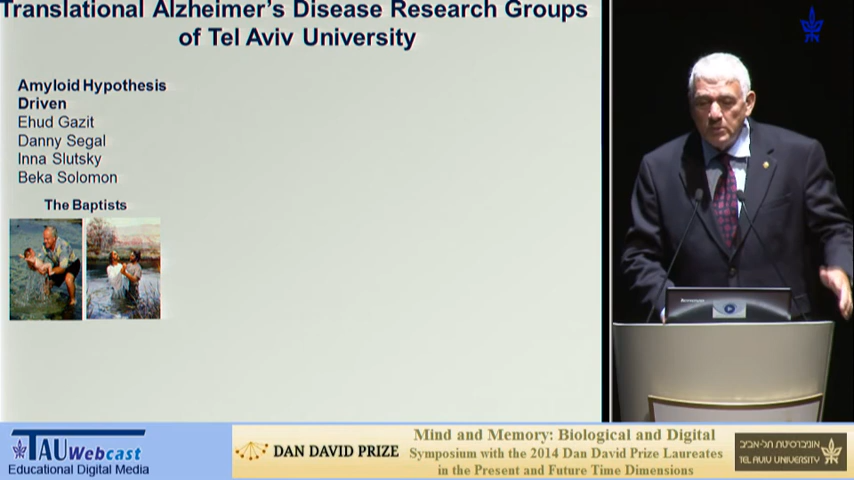 Translational Alzheimer's Disease Research Groups
of Tel Aviv University
Amyloid Hypothesis
Driven
Ehud Gazit
Danny Segal
Inna Slutsky
Beka Solomon
The Baptists
TAU Webcast
Educational Digital Media
DAN DAVID PRIZE
Mind and Memory: Biological and Digital
Symposium with the 2014 Dan David Prize Laureates
in the Present and Future Time Dimensions
אוניברסיטת תל-אביב
TEL AVIV UNIVERSITY